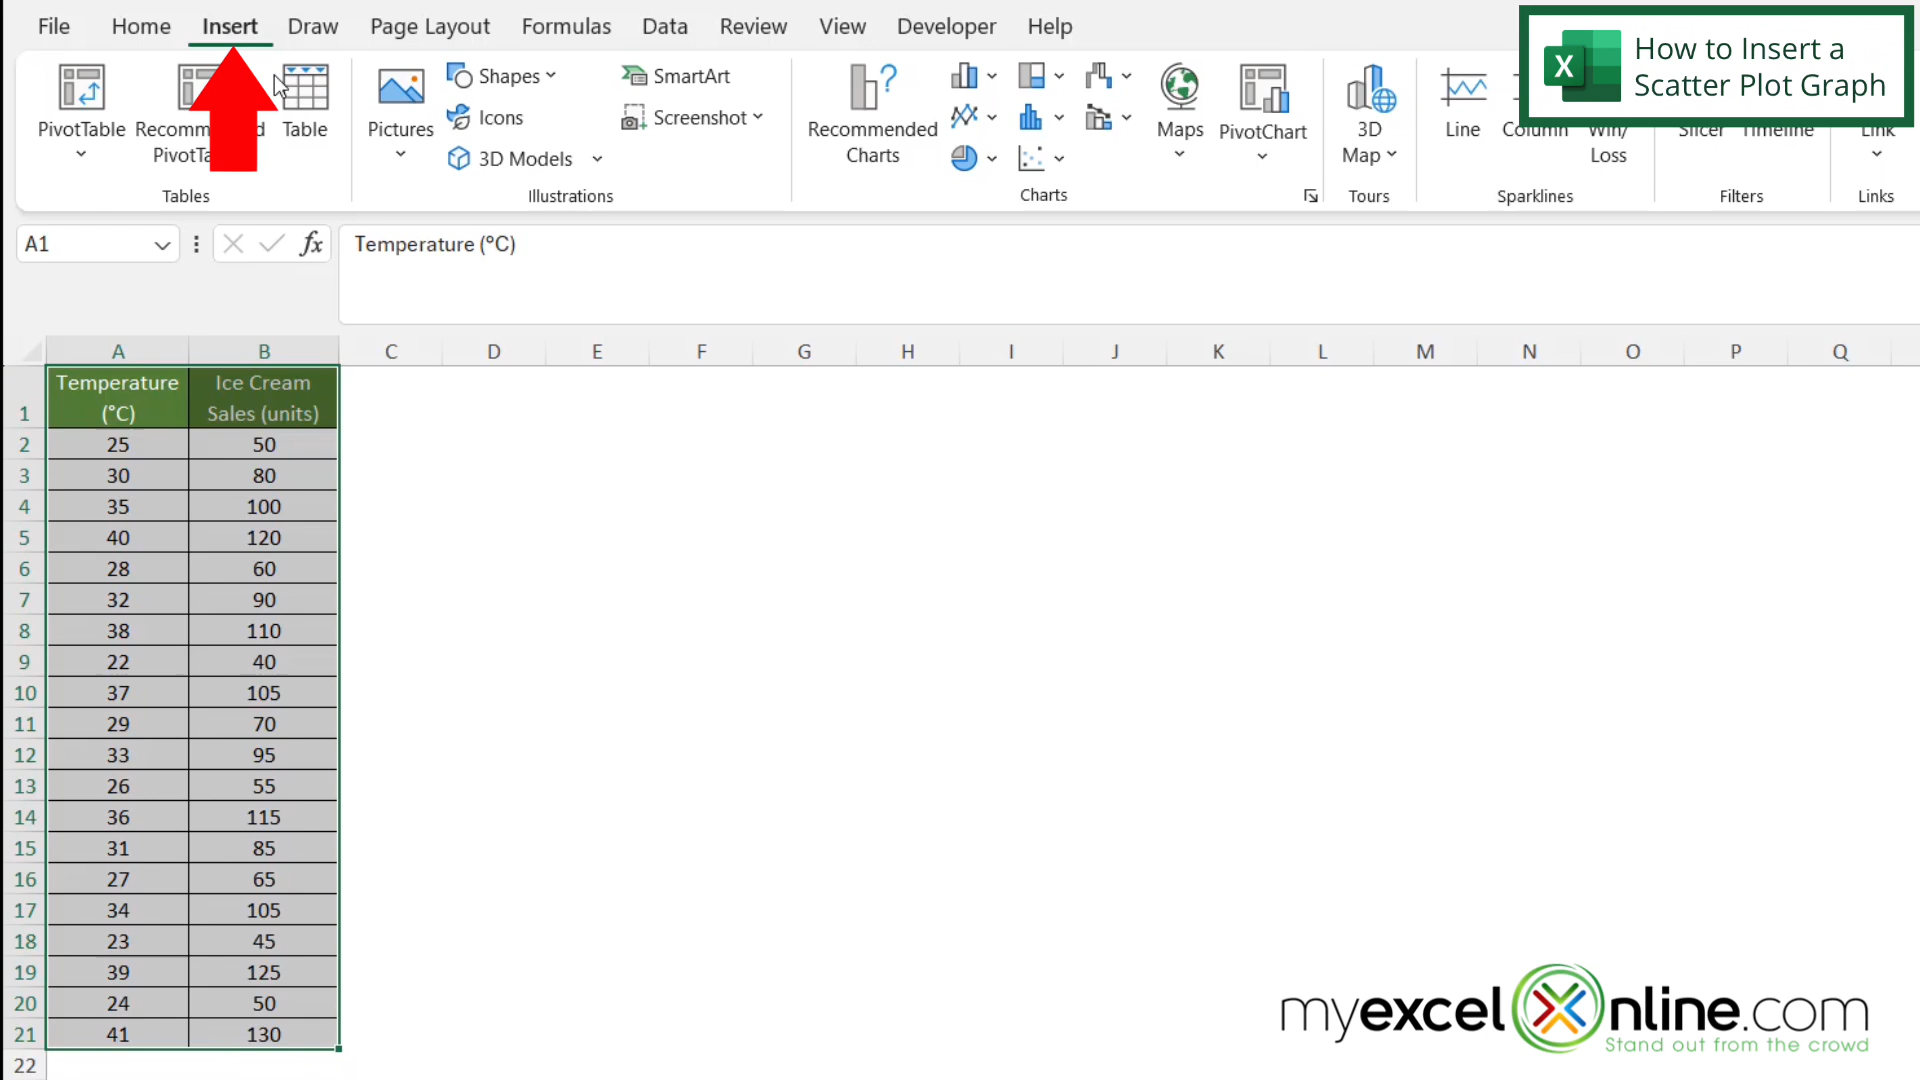 File Home Insert Draw Page Layout Formulas Data Review View Developer Help
How to Insert a
Scatter Plot Graph
PivotTable
Table
Pictures
Shapes
Icons
3D Models
SmartArt
Screenshot
Recommended
Charts
Maps
PivotChart
3D
Map
Line
Column
Win/
Loss
Slicer
Timeline
Link
Tables Illustrations Charts Tours Sparklines Filters Links
A1 fx Temperature (°C)
A B C D E F G H I J K L M N O P Q
Temperature Ice Cream
1 (°C) Sales (units)
2 25 50
3 30 80
4 35 100
5 40 120
6 28 60
7 32 90
8 38 110
9 22 40
10 37 105
11 29 70
12 33 95
13 26 55
14 36 115
15 31 85
16 27 65
17 34 105
18 23 45
19 39 125
20 24 50
21 41 130
22
myexcelonline.com
Stand out from the crowd